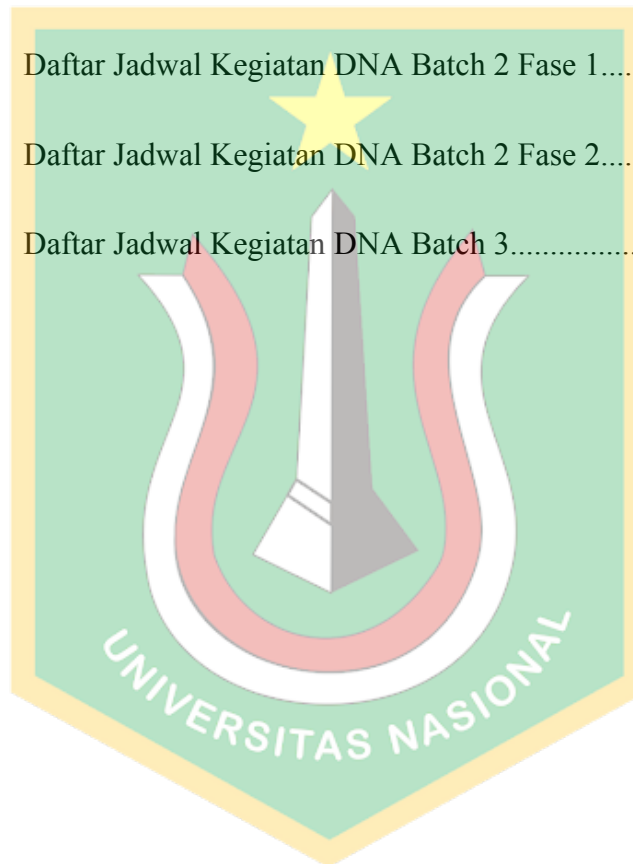 Daftar Jadwal Kegiatan DNA Batch 2 Fase 1....
Daftar Jadwal Kegiatan DNA Batch 2 Fase 2....
Daftar Jadwal Kegiatan DNA Batch 3...............
UNIVERSITAS NASIONAL